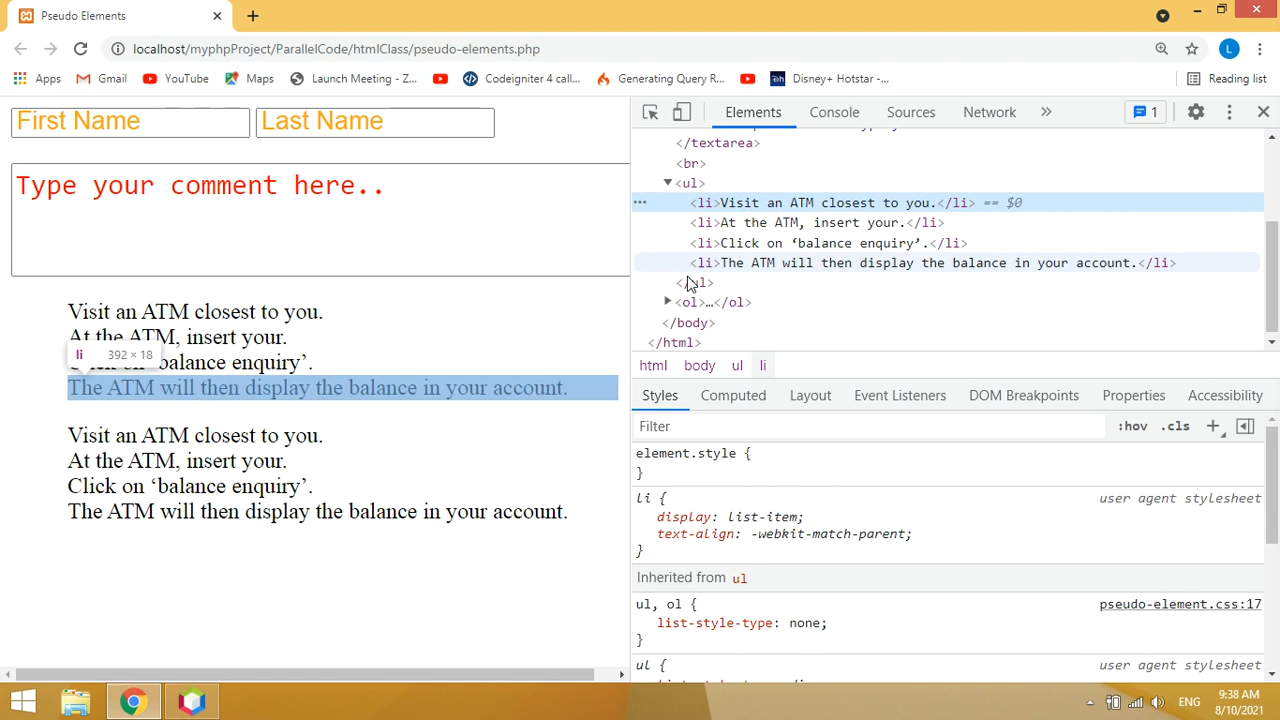 Pseudo Elements
localhost/myphpProject/ParallelCode/htmlClass/pseudo-elements.php
L
Apps Gmail YouTube Maps Launch Meeting - Z... Codeigniter 4 call... Generating Query R... Disney+ Hotstar -... Reading list
First Name Last Name
Type your comment here..
Visit an ATM closest to you.
At the ATM, insert your.
li 392 × 18
‘balance enquiry’.
The ATM will then display the balance in your account.
Visit an ATM closest to you.
At the ATM, insert your.
Click on ‘balance enquiry’.
The ATM will then display the balance in your account.
Elements Console Sources Network » 1
</textarea>
<br>
<ul>
<li>Visit an ATM closest to you.</li> == $0
<li>At the ATM, insert your.</li>
<li>Click on ‘balance enquiry’.</li>
<li>The ATM will then display the balance in your account.</li>
</ul>
<ol>…</ol>
</body>
</html>
html body ul li
Styles Computed Layout Event Listeners DOM Breakpoints Properties Accessibility
Filter :hov .cls
element.style {
}
li { user agent stylesheet
display: list-item;
text-align: -webkit-match-parent;
}
Inherited from ul
ul, ol { pseudo-element.css:17
list-style-type: none;
}
ul { user agent stylesheet
ENG
9:38 AM
8/10/2021